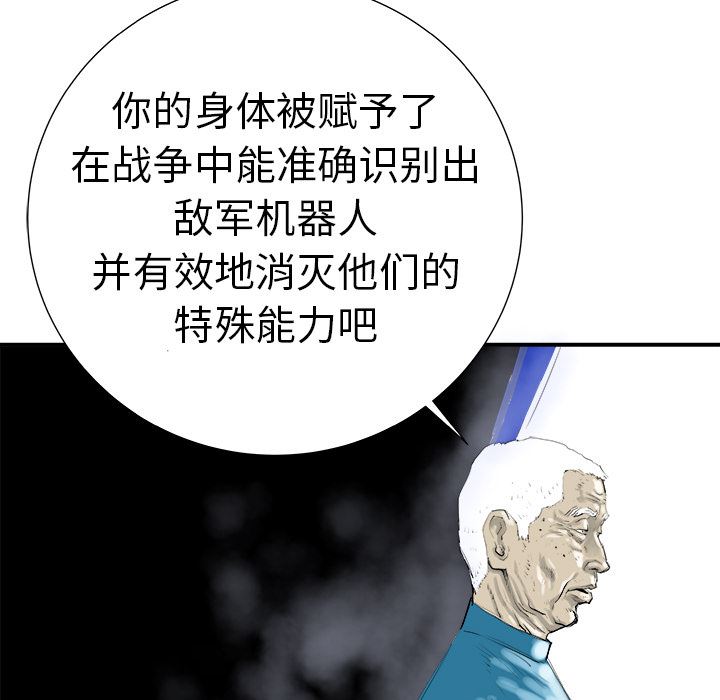 你的身体被赋予了
在战争中能准确识别出
敌军机器人
并有效地消灭他们的
特殊能力吧